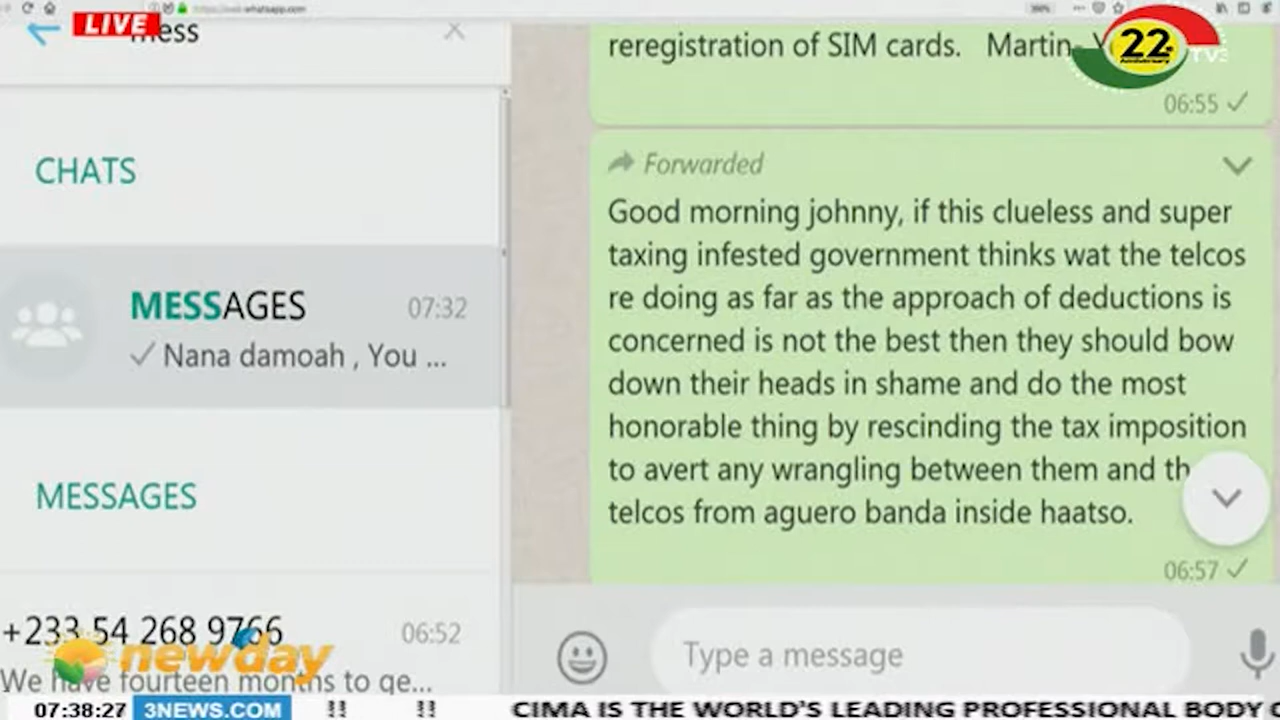 LIVE
mess
CHATS
MESSAGES
07:32
Nana damoah , You ...
MESSAGES
+233 54 268 9766
06:52
We have fourteen months to ge...
reregistration of SIM cards. Martin
06:55
22
Anniversary
TV3
Forwarded
Good morning johnny, if this clueless and super
taxing infested government thinks wat the telcos
re doing as far as the approach of deductions is
concerned is not the best then they should bow
down their heads in shame and do the most
honorable thing by rescinding the tax imposition
to avert any wrangling between them and th
telcos from aguero banda inside haatso.
06:57
Type a message
newday
07:38:27
3NEWS.COM
!! !! CIMA IS THE WORLD'S LEADING PROFESSIONAL BODY